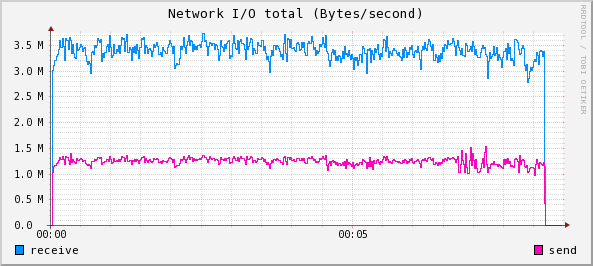 Network I/O total (Bytes/second)
RRDTOOL / TOBI OETIKER
3.5 M
3.0 M
2.5 M
2.0 M
1.5 M
1.0 M
0.5 M
0.0
00:00 00:05
receive send